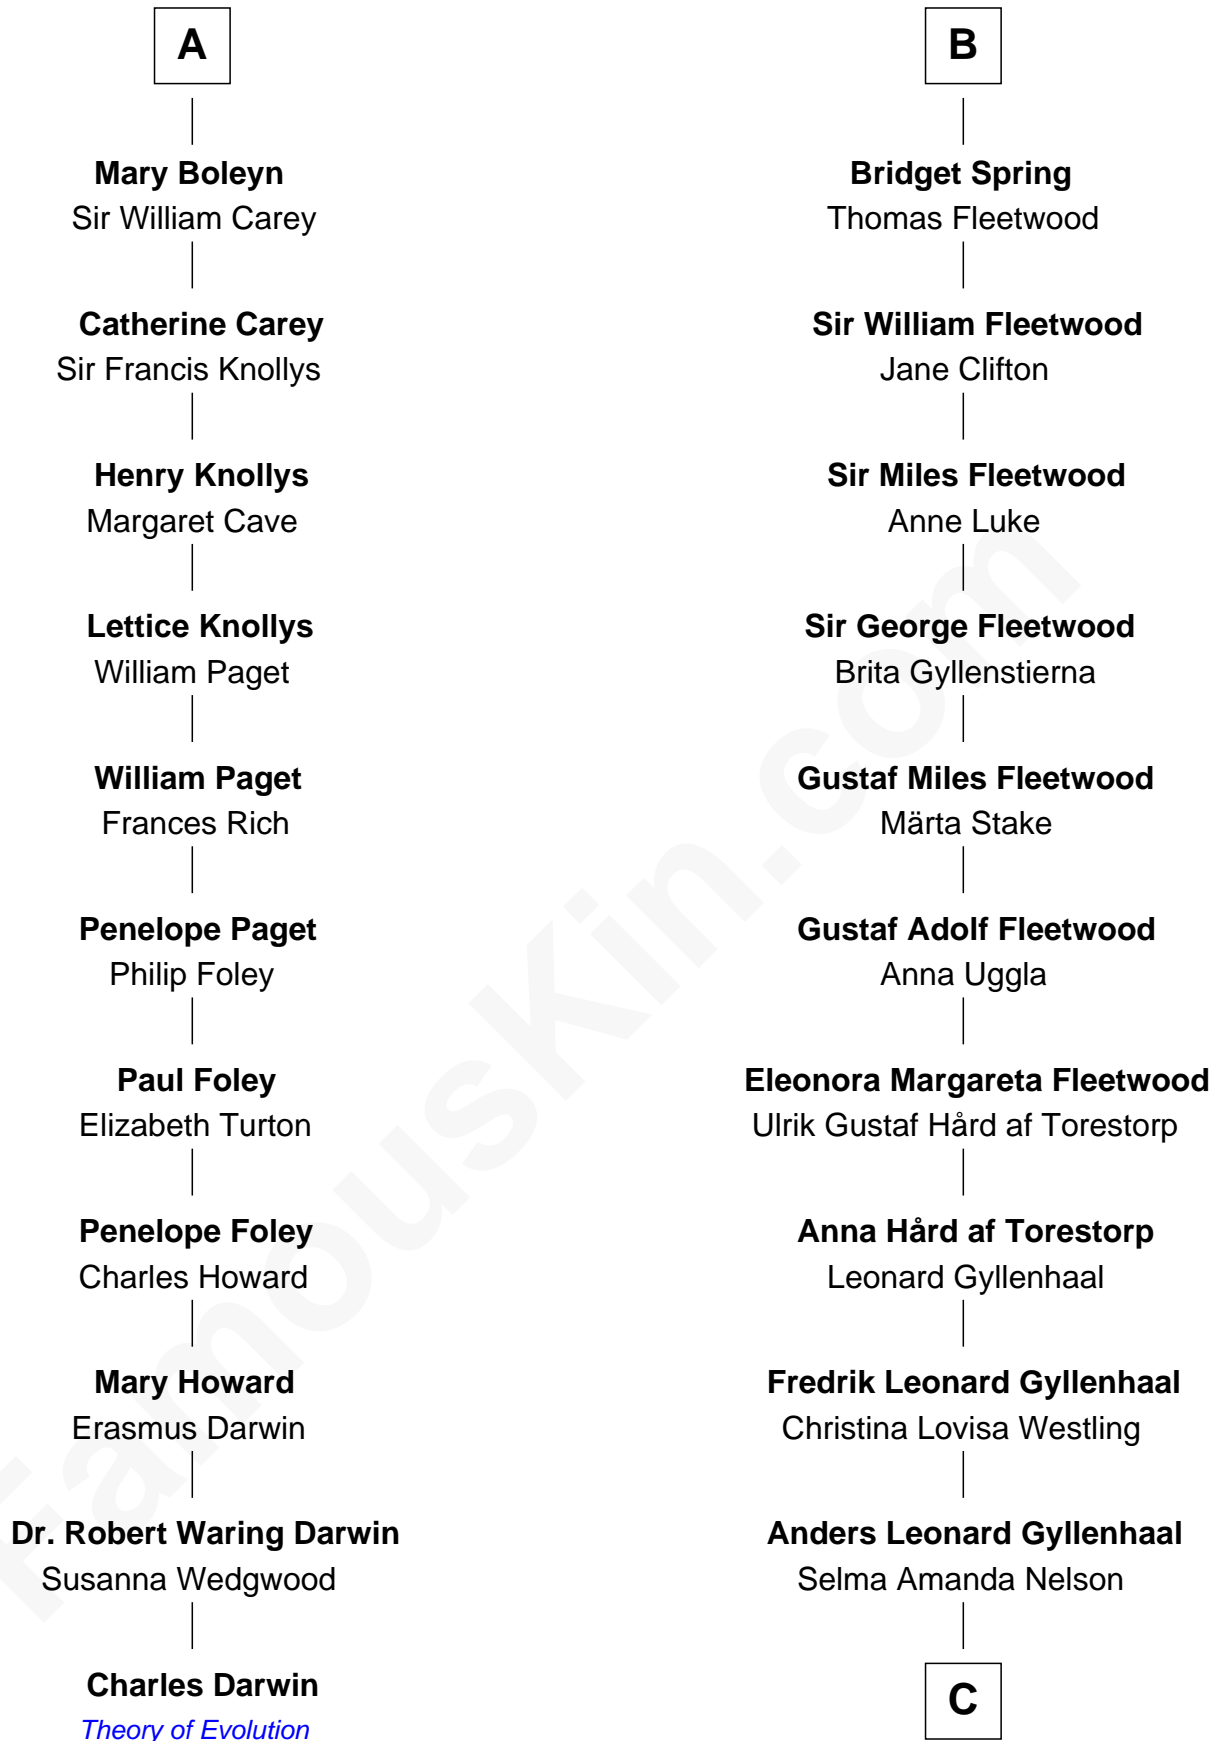 A
Mary Boleyn
Sir William Carey
Catherine Carey
Sir Francis Knollys
Henry Knollys
Margaret Cave
Lettice Knollys
William Paget
William Paget
Frances Rich
Penelope Paget
Philip Foley
Paul Foley
Elizabeth Turton
Penelope Foley
Charles Howard
Mary Howard
Erasmus Darwin
Dr. Robert Waring Darwin
Susanna Wedgwood
Charles Darwin
Theory of Evolution
B
Bridget Spring
Thomas Fleetwood
Sir William Fleetwood
Jane Clifton
Sir Miles Fleetwood
Anne Luke
Sir George Fleetwood
Brita Gyllenstierna
Gustaf Miles Fleetwood
Märta Stake
Gustaf Adolf Fleetwood
Anna Uggla
Eleonora Margareta Fleetwood
Ulrik Gustaf Hård af Torestorp
Anna Hård af Torestorp
Leonard Gyllenhaal
Fredrik Leonard Gyllenhaal
Christina Lovisa Westling
Anders Leonard Gyllenhaal
Selma Amanda Nelson
C
FamousKin.com